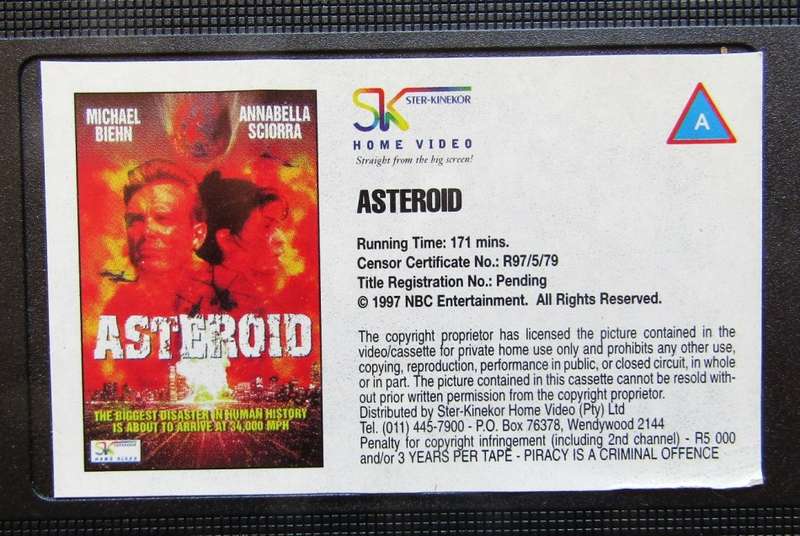 MICHAEL BIEHN
ANNABELLA SCIORRA
ASTEROID
THE BIGGEST DISASTER IN HUMAN HISTORY
IS ABOUT TO ARRIVE AT 34,000 MPH
SK
HOME VIDEO
SK STER-KINEKOR
HOME VIDEO
Straight from the big screen!
A
ASTEROID
Running Time: 171 mins.
Censor Certificate No.: R97/5/79
Title Registration No.: Pending
© 1997 NBC Entertainment. All Rights Reserved.
The copyright proprietor has licensed the picture contained in the
video/cassette for private home use only and prohibits any other use,
copying, reproduction, performance in public, or closed circuit, in whole
or in part. The picture contained in this cassette cannot be resold with-
out prior written permission from the copyright proprietor.
Distributed by Ster-Kinekor Home Video (Pty) Ltd
Tel. (011) 445-7900 - P.O. Box 76378, Wendywood 2144
Penalty for copyright infringement (including 2nd channel) - R5 000
and/or 3 YEARS PER TAPE - PIRACY IS A CRIMINAL OFFENCE